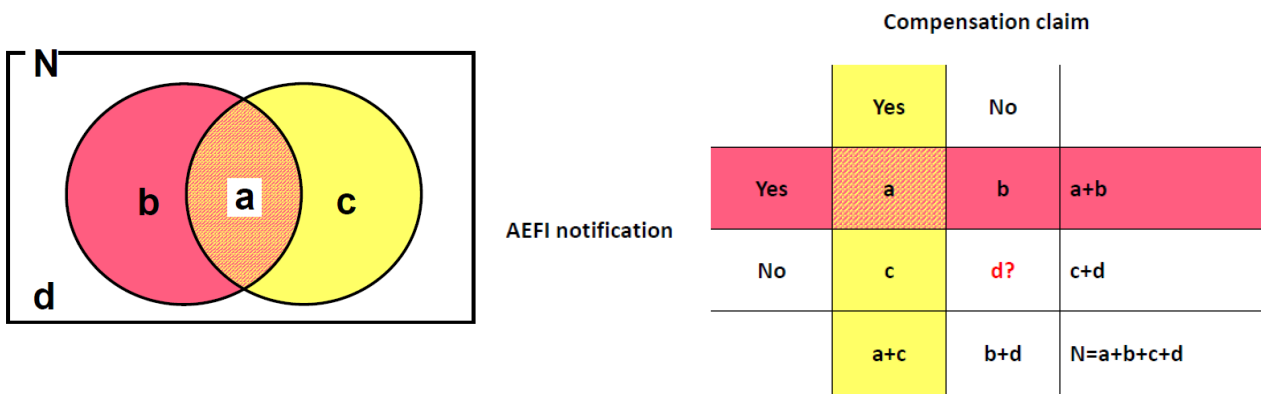 N
b
a
c
d
Compensation claim
AEFI notification
Yes No
Yes a b a+b
No c d? c+d
a+c b+d N=a+b+c+d